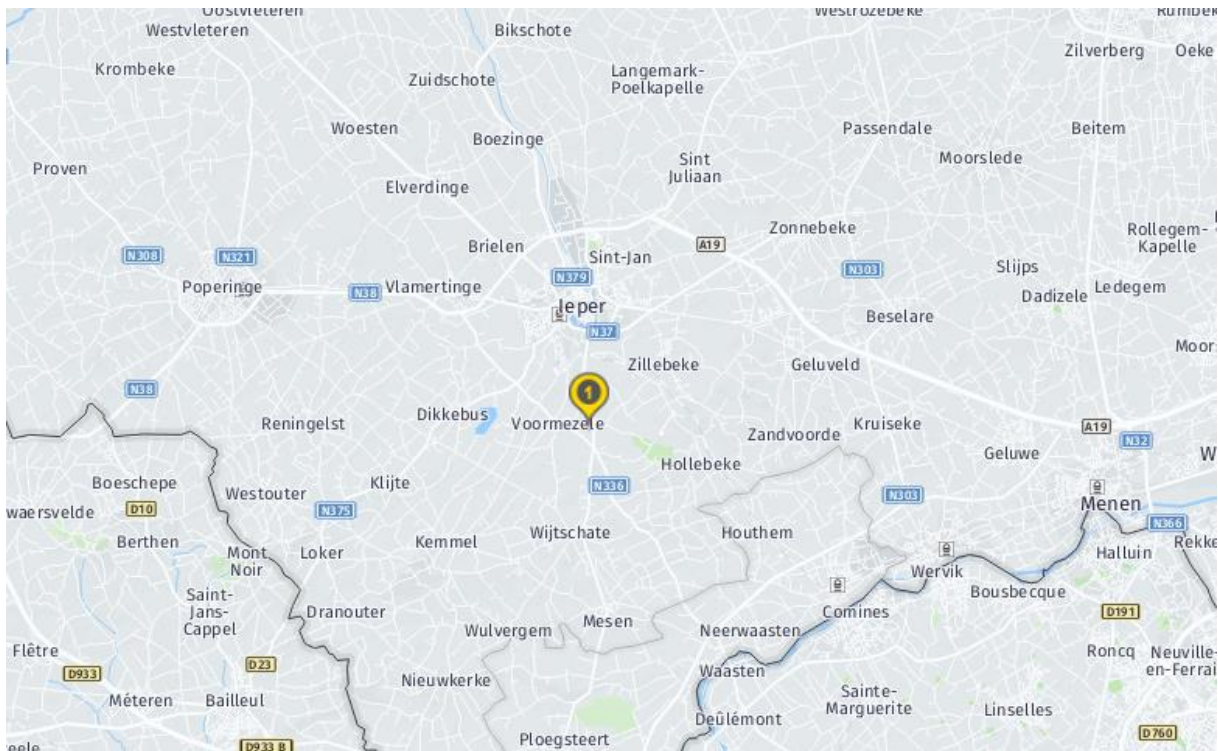 Oostvleteren
Westrozebeke
Westvleteren
Bikschote
Zilverberg
Oeke
Krombeke
Zuidschote
Langemark-
Poelkapelle
Woesten
Boezinge
Passendale
Beitem
Proven
Sint
Juliaan
Moorslede
Elverdinge
Brielen
Zonnebeke
Rollegem-
Kapelle
A19
N308
N321
Sint-Jan
N303
Slijps
N379
Poperinge
N38
Vlamertinge
Dadizele
Ledegem
Ieper
N37
Beselare
Zillebeke
Geluveld
N38
1
Dikkebus
Voormezele
Reningelst
Kruiseke
A19
Zandvoorde
N32
Geluwe
Hollebeke
Boeschepe
Klijte
N336
Westouter
N303
Menen
D10
N375
Wijtschate
Houthem
N366
Berthen
Kemmel
Mont
Noir
Loker
Halluin
Wervik
Saint-
Jans-
Cappel
Bousbecque
Dranouter
Comines
D191
Mesen
Wulvergem
Neerwaasten
Flêtre
D23
Roncq
Neuville-
D933
Waasten
Nieuwkerke
Méteren
Bailleul
Sainte-
Marguerite
Linselles
Deûlémont
D760
Ploegsteert
D933 B